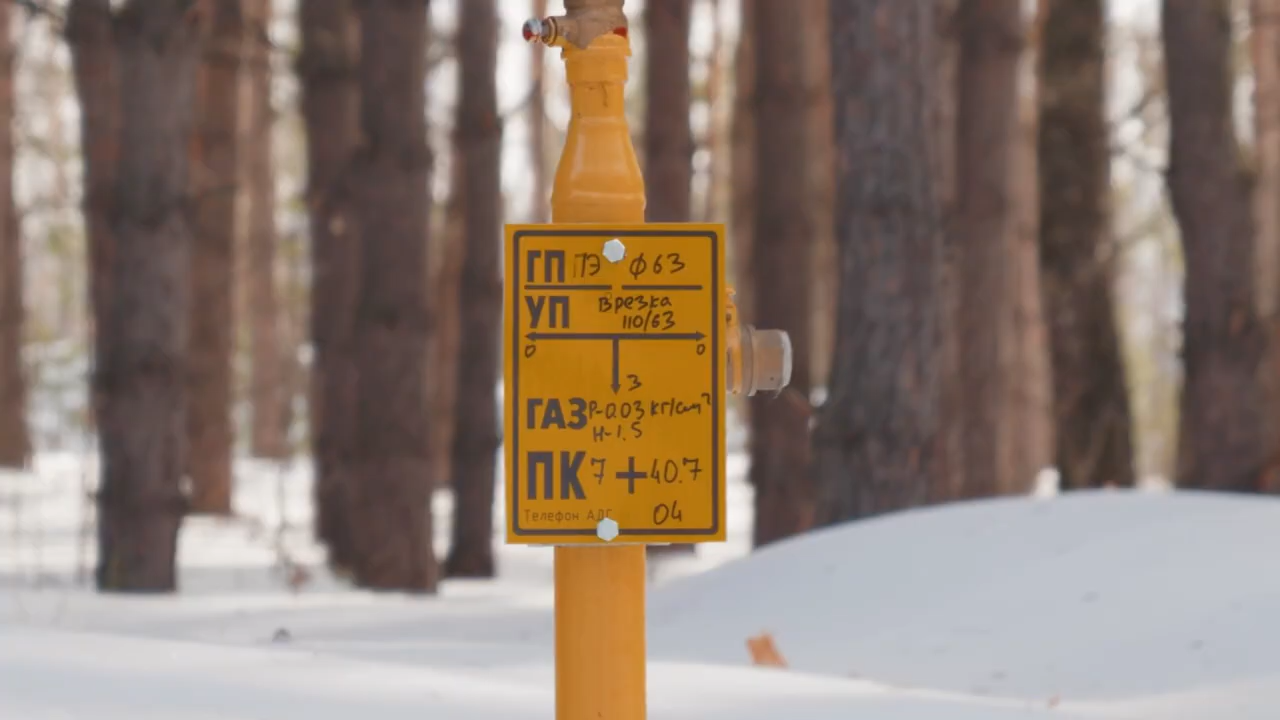 ГП ПЭ Ф63
УП Врезка
110/63
0 0
3
ГАЗ Р-0.03 кг/см²
Н-1.5
ПК 7 + 40.7
Телефон АДС 04